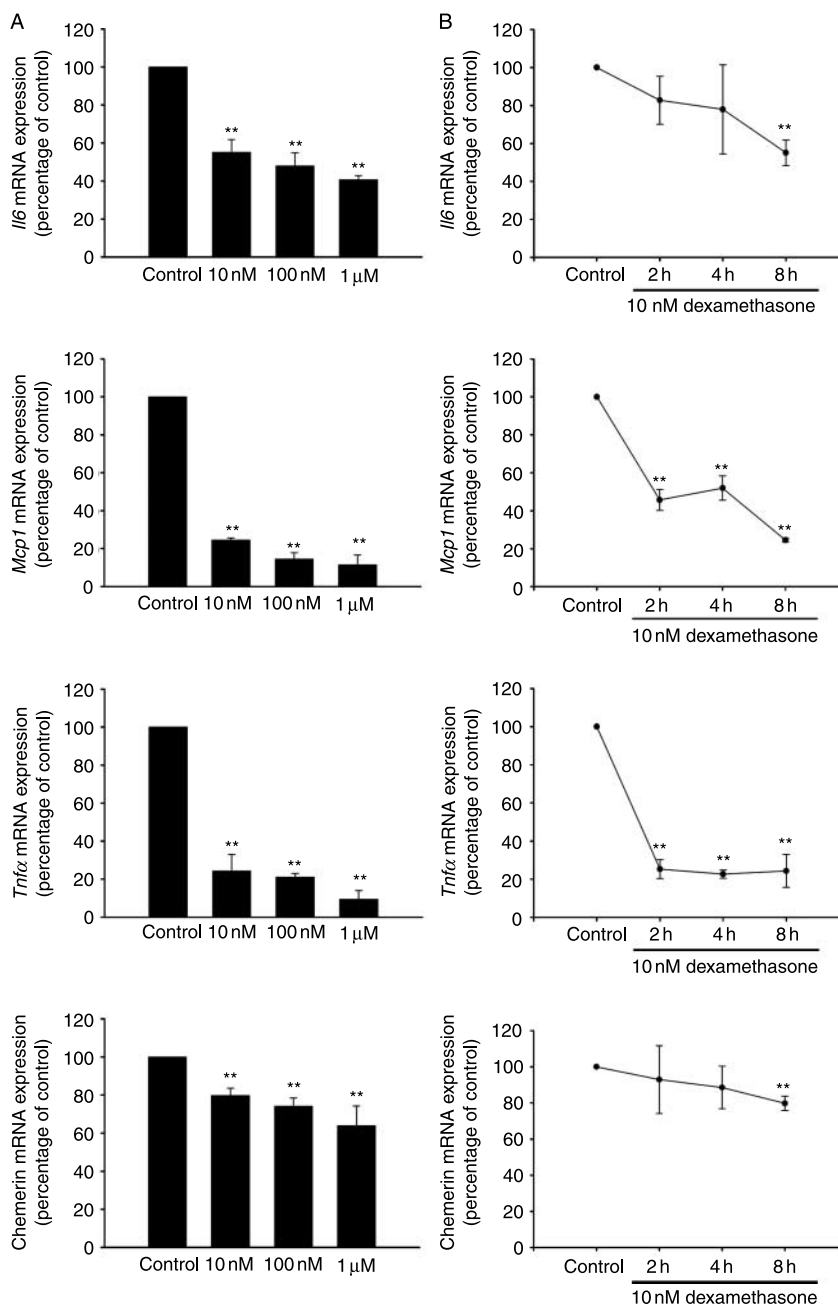 A
Il6 mRNA expression
(percentage of control)
120
100
80
60
40
20
0
**
**
**
Control 10 nM 100 nM 1 μM
B
Il6 mRNA expression
(percentage of control)
120
100
80
60
40
20
0
**
Control 2 h 4 h 8 h
10 nM dexamethasone
Mcp1 mRNA expression
(percentage of control)
120
100
80
60
40
20
0
**
**
**
Control 10 nM 100 nM 1 μM
Mcp1 mRNA expression
(percentage of control)
120
100
80
60
40
20
0
**
**
**
Control 2 h 4 h 8 h
10 nM dexamethasone
Tnfα mRNA expression
(percentage of control)
120
100
80
60
40
20
0
**
**
**
Control 10 nM 100 nM 1 μM
Tnfα mRNA expression
(percentage of control)
120
100
80
60
40
20
0
**
**
**
Control 2 h 4 h 8 h
10 nM dexamethasone
Chemerin mRNA expression
(percentage of control)
120
100
80
60
40
20
0
**
**
**
Control 10 nM 100 nM 1 μM
Chemerin mRNA expression
(percentage of control)
120
100
80
60
40
20
0
**
Control 2 h 4 h 8 h
10 nM dexamethasone